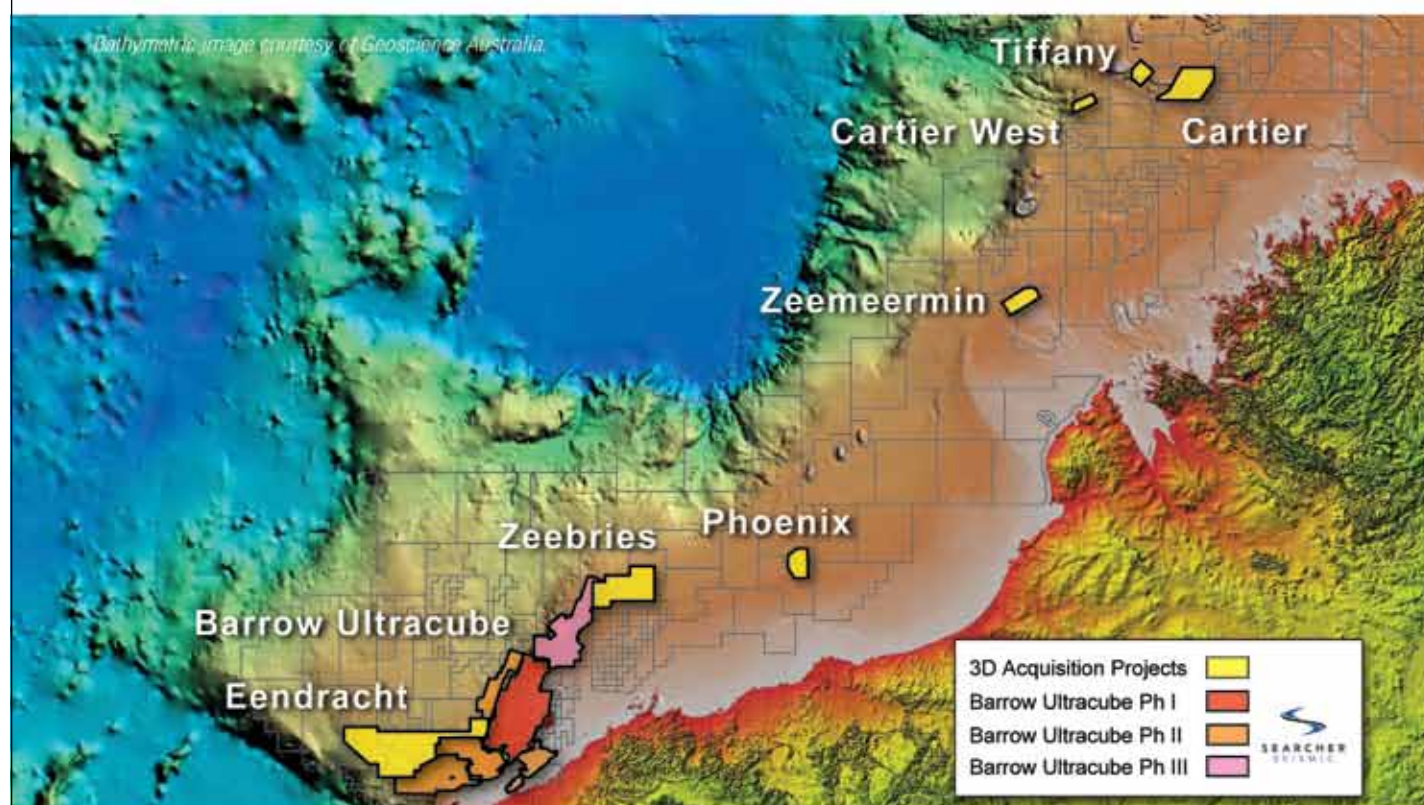 Bathymetric image courtesy of Geoscience Australia.
Tiffany
Cartier West
Cartier
Zeemeermin
Phoenix
Zeebries
Barrow Ultracube
Eendracht
3D Acquisition Projects
Barrow Ultracube Ph I
Barrow Ultracube Ph II
Barrow Ultracube Ph III
SEARCHER
SEISMIC